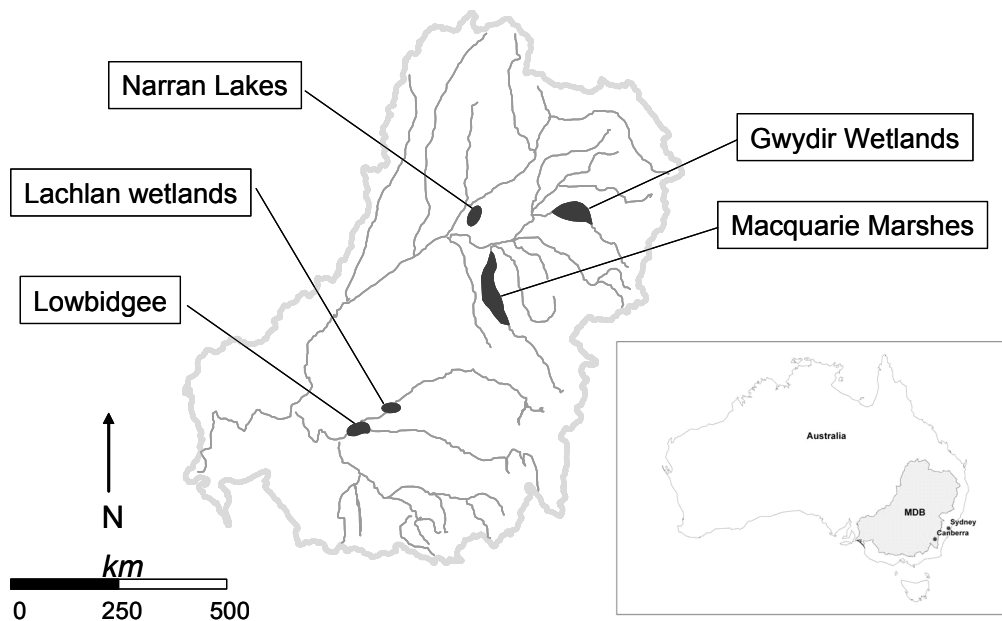 Narran Lakes
Gwydir Wetlands
Lachlan wetlands
Macquarie Marshes
Lowbidgee
N
km
0 250 500
Australia
MDB
Sydney
Canberra